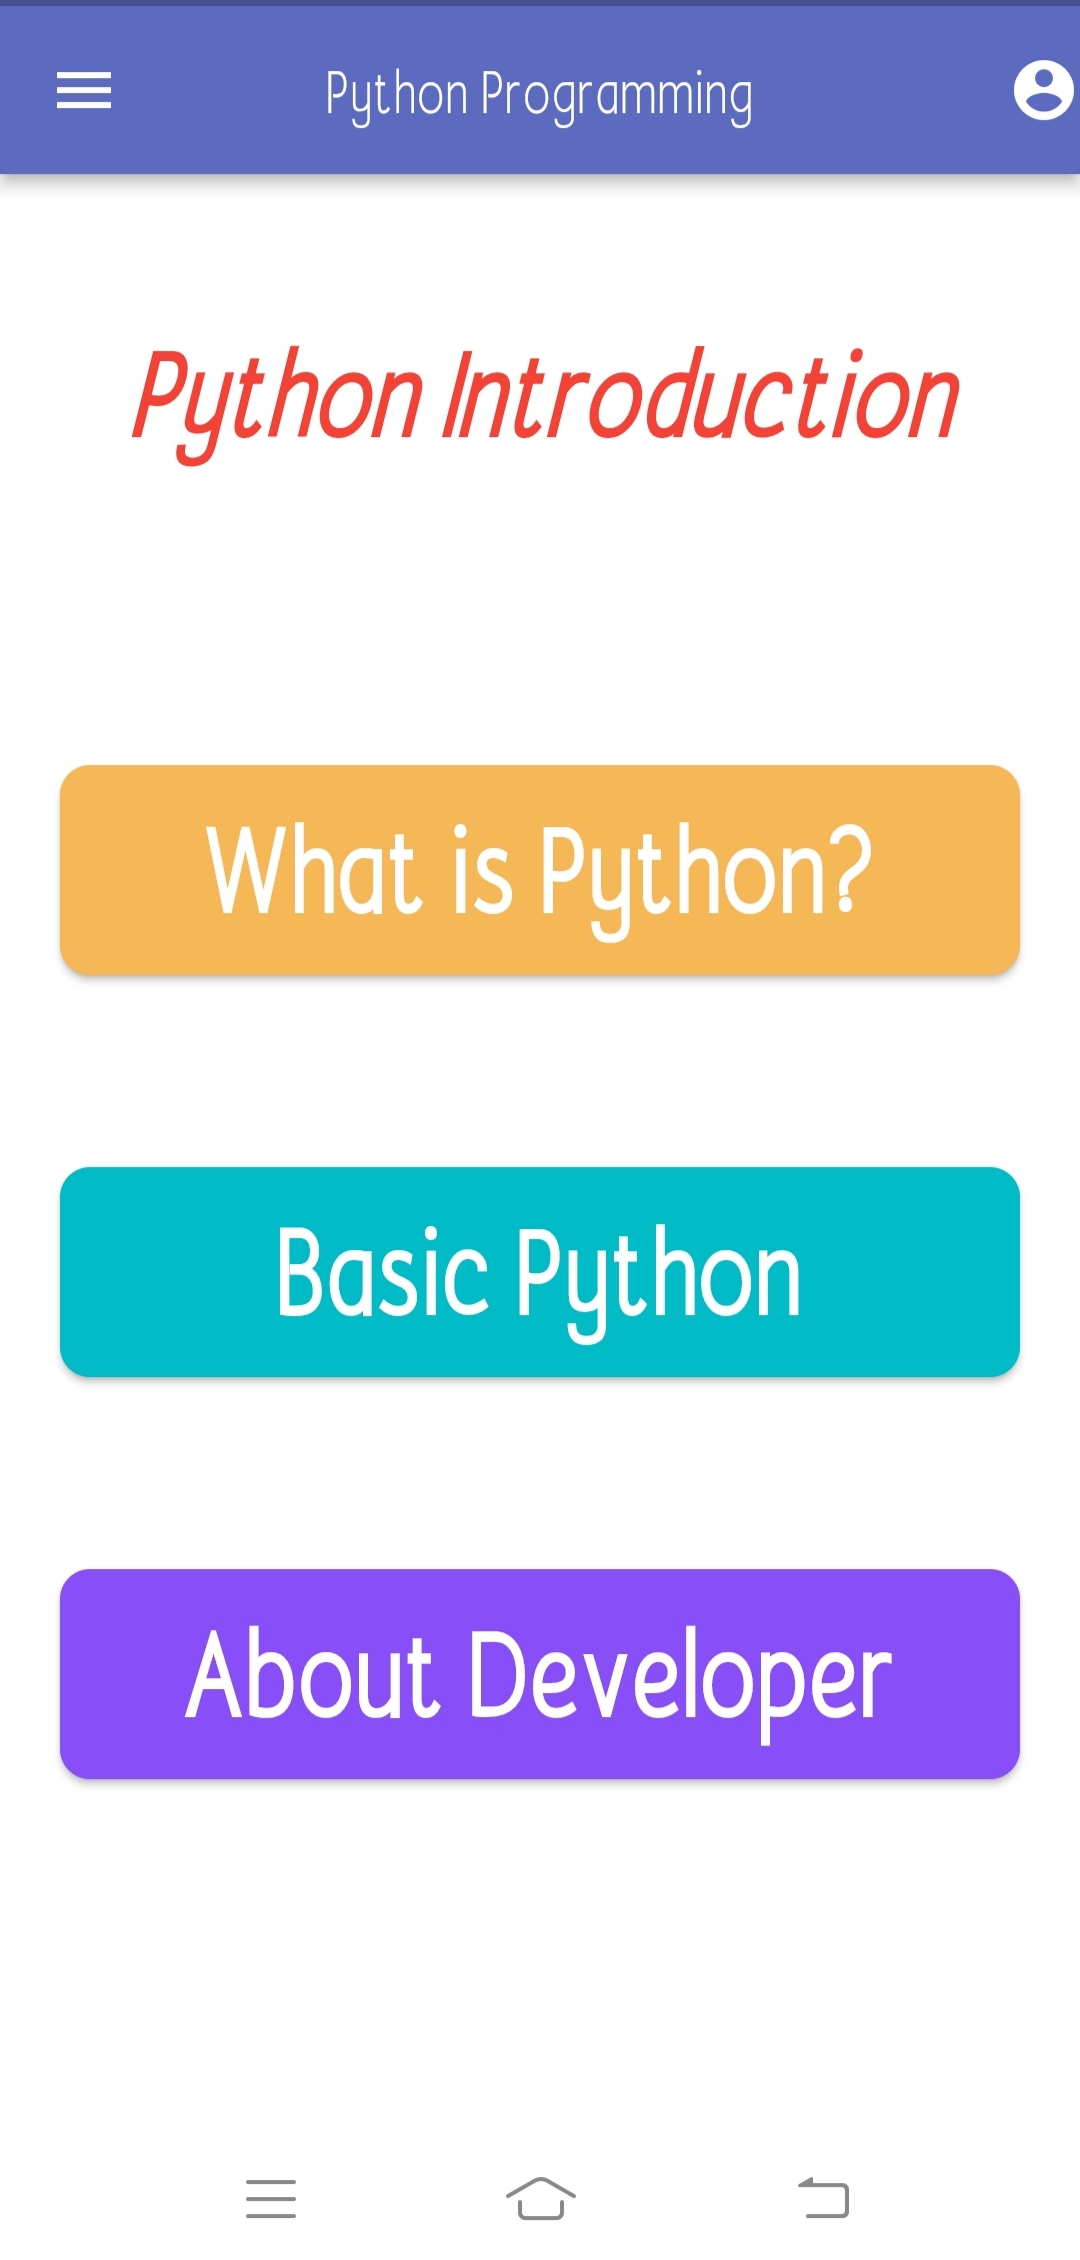 Python Programming
Python Introduction
What is Python?
Basic Python
About Developer